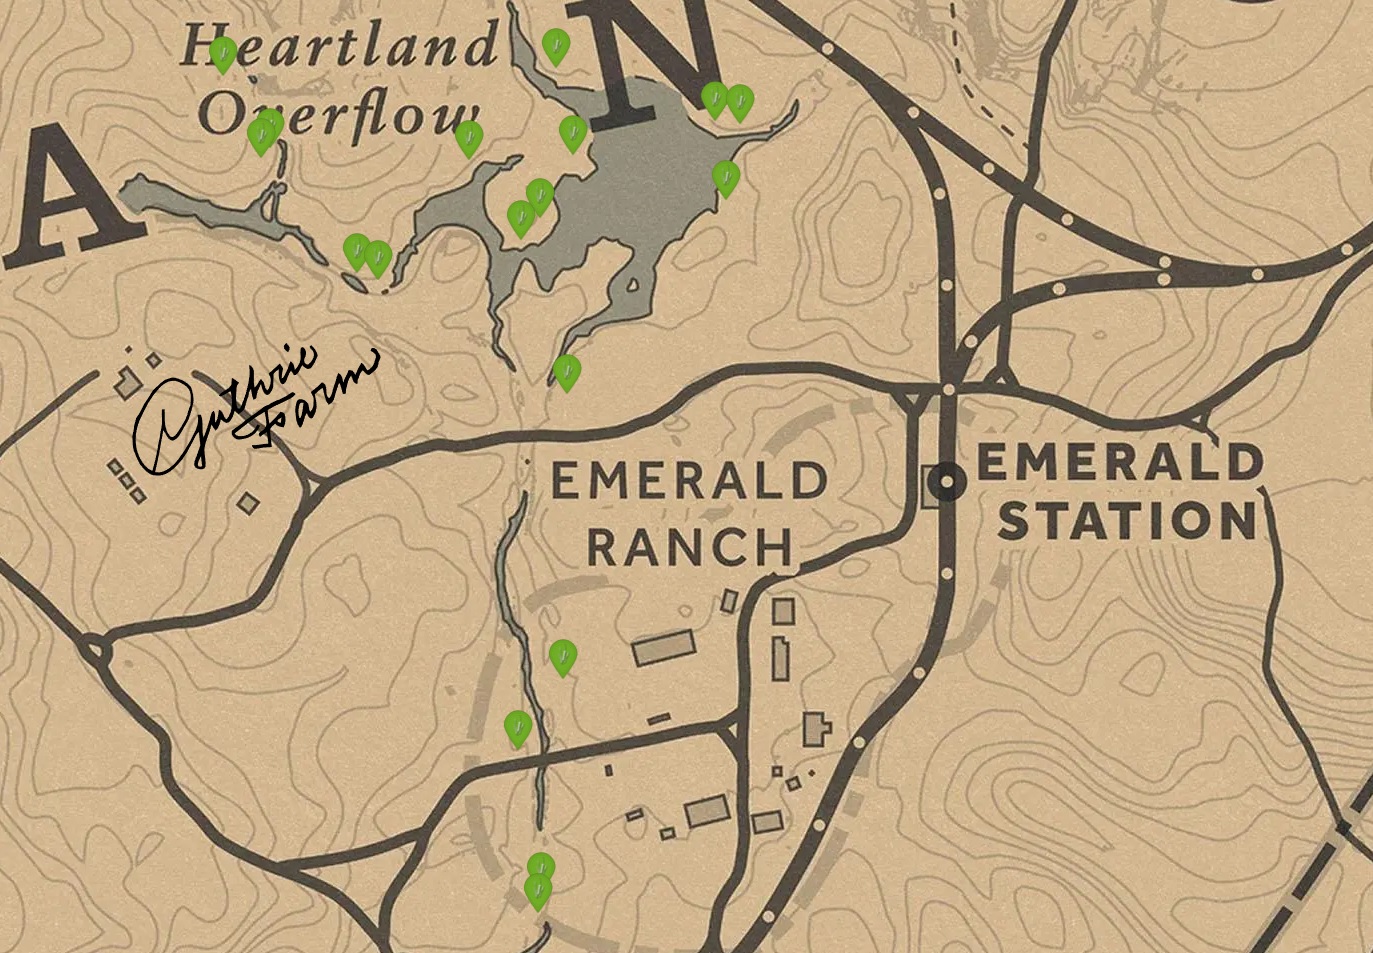 Heartland
Overflow
A
N
Guthrie
Farm
EMERALD
RANCH
EMERALD
STATION